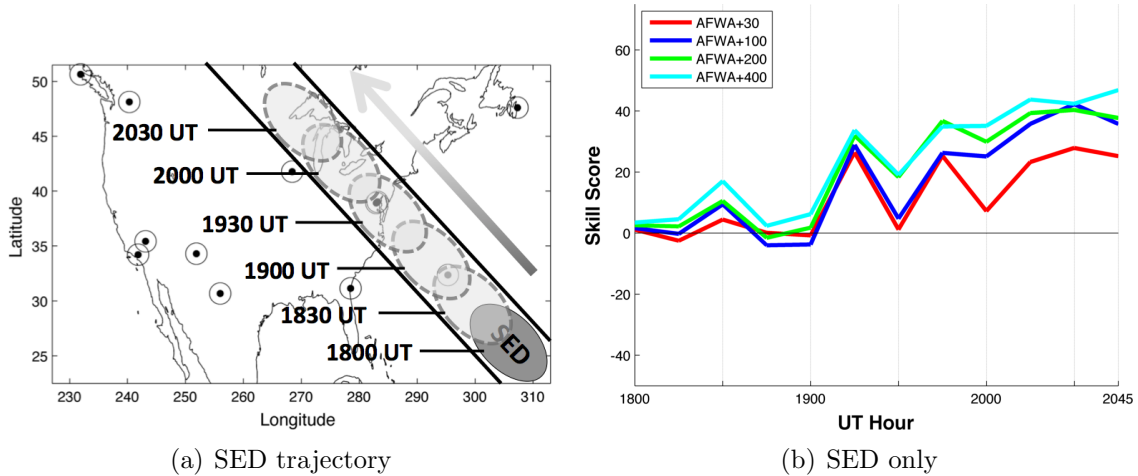 50
45
40
35
30
25
Latitude
230
240
250
260
270
280
290
300
310
Longitude
2030 UT
2000 UT
1930 UT
1900 UT
1830 UT
1800 UT
SED
(a) SED trajectory
AFWA+30
AFWA+100
AFWA+200
AFWA+400
60
40
20
0
-20
-40
Skill Score
1800
1900
2000
2045
UT Hour
(b) SED only